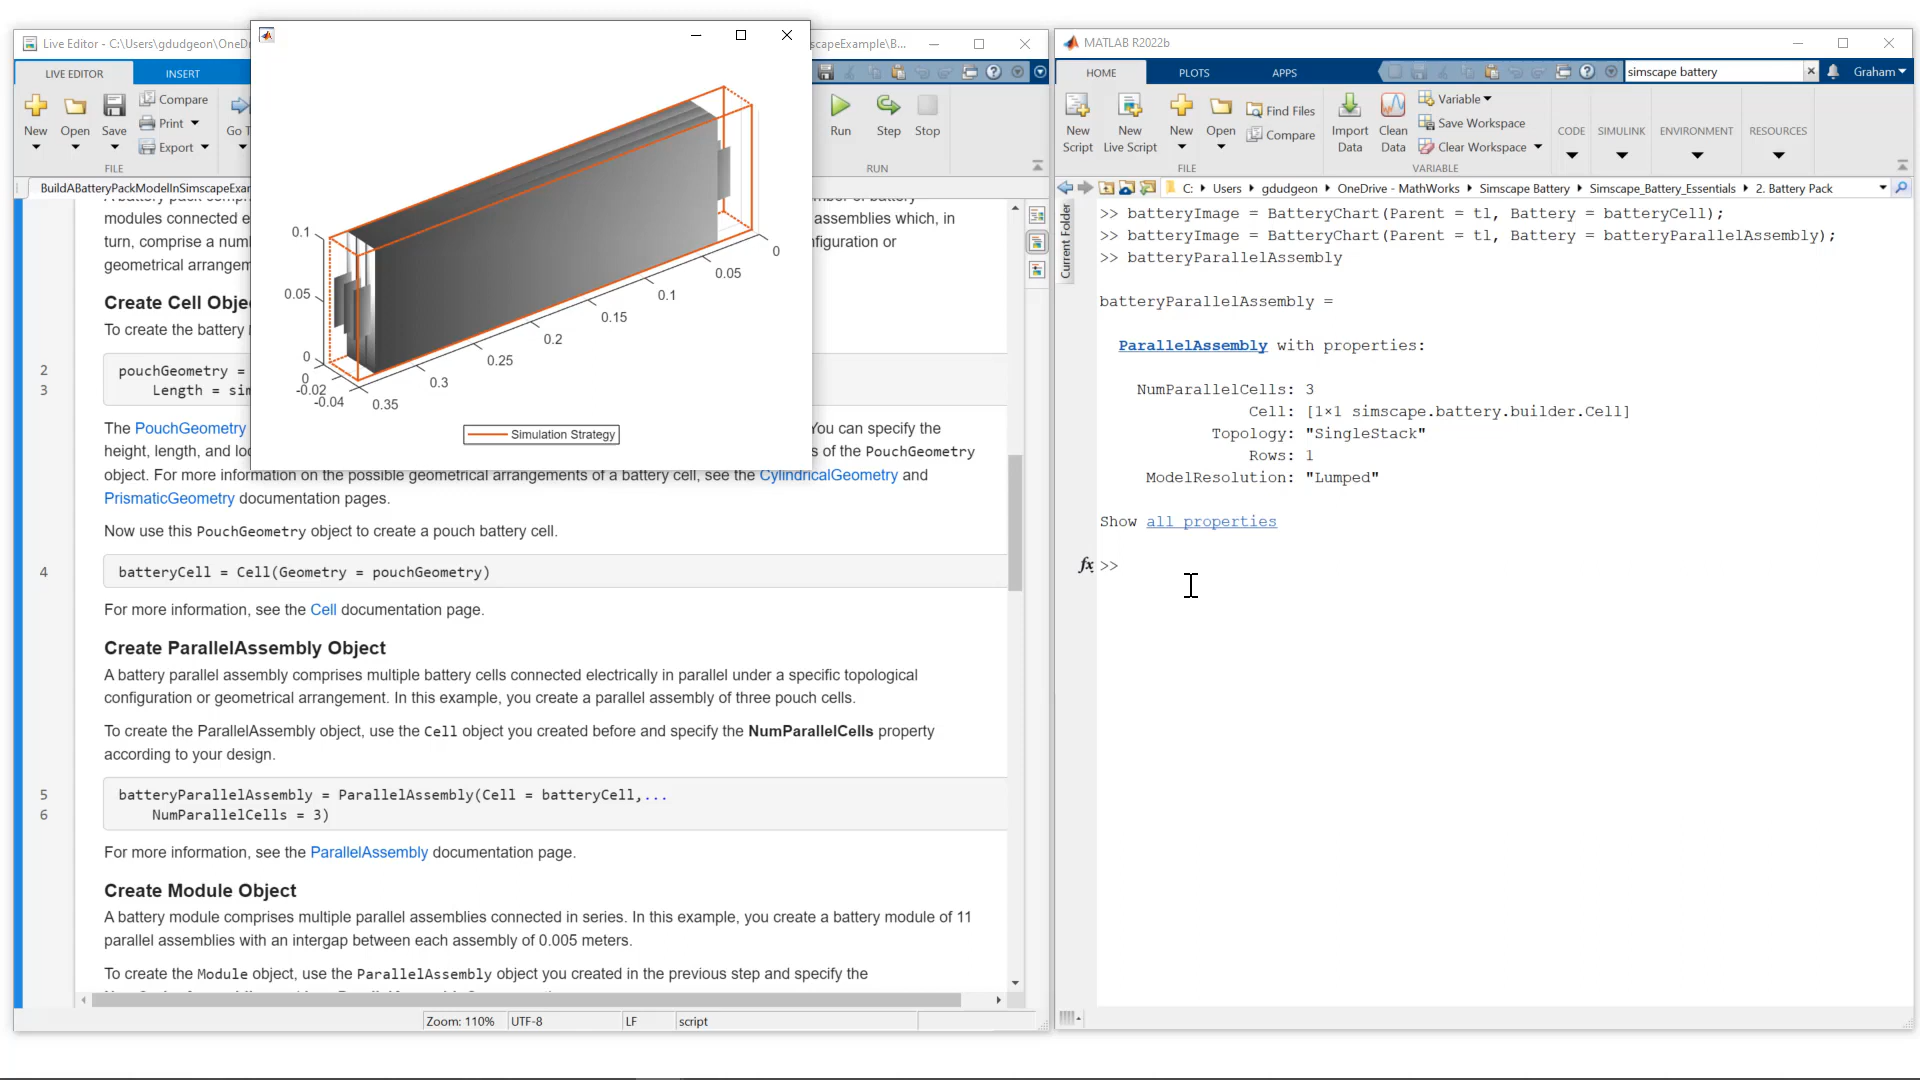 Live Editor - C:\Users\gdudgeon\OneDr
scapeExample\B...
LIVE EDITOR
INSERT
New
Open
Save
Compare
Print
Export
Go T
Run
Step
Stop
FILE
RUN
BuildABatteryPackModelInSimscapeExar
modules connected e
assemblies which, in
turn, comprise a num
figuration or
geometrical arrangem
Create Cell Obje
To create the battery
2
pouchGeometry =
3
Length = sim
The PouchGeometry
You can specify the
height, length, and loc
s of the PouchGeometry
object. For more information on the possible geometrical arrangements of a battery cell, see the CylindricalGeometry and
PrismaticGeometry documentation pages.
Now use this PouchGeometry object to create a pouch battery cell.
4
batteryCell = Cell(Geometry = pouchGeometry)
For more information, see the Cell documentation page.
Create ParallelAssembly Object
A battery parallel assembly comprises multiple battery cells connected electrically in parallel under a specific topological
configuration or geometrical arrangement. In this example, you create a parallel assembly of three pouch cells.
To create the ParallelAssembly object, use the Cell object you created before and specify the NumParallelCells property
according to your design.
5
batteryParallelAssembly = ParallelAssembly(Cell = batteryCell,...
6
NumParallelCells = 3)
For more information, see the ParallelAssembly documentation page.
Create Module Object
A battery module comprises multiple parallel assemblies connected in series. In this example, you create a battery module of 11
parallel assemblies with an intergap between each assembly of 0.005 meters.
To create the Module object, use the ParallelAssembly object you created in the previous step and specify the
Zoom: 110%
UTF-8
LF
script
0.1
0.05
0
0
-0.02
-0.04
0.35
0.3
0.25
0.2
0.15
0.1
0.05
0
Simulation Strategy
MATLAB R2022b
HOME
PLOTS
APPS
simscape battery
Graham
New
Script
New
Live Script
New
Open
Find Files
Compare
Import
Data
Clean
Data
Variable
Save Workspace
Clear Workspace
CODE
SIMULINK
ENVIRONMENT
RESOURCES
FILE
VARIABLE
C: Users gdudgeon OneDrive - MathWorks Simscape Battery Simscape_Battery_Essentials 2. Battery Pack
Current Folder
>> batteryImage = BatteryChart(Parent = tl, Battery = batteryCell);
>> batteryImage = BatteryChart(Parent = tl, Battery = batteryParallelAssembly);
>> batteryParallelAssembly
batteryParallelAssembly =
ParallelAssembly with properties:
NumParallelCells: 3
Cell: [1×1 simscape.battery.builder.Cell]
Topology: "SingleStack"
Rows: 1
ModelResolution: "Lumped"
Show all properties
fx >>